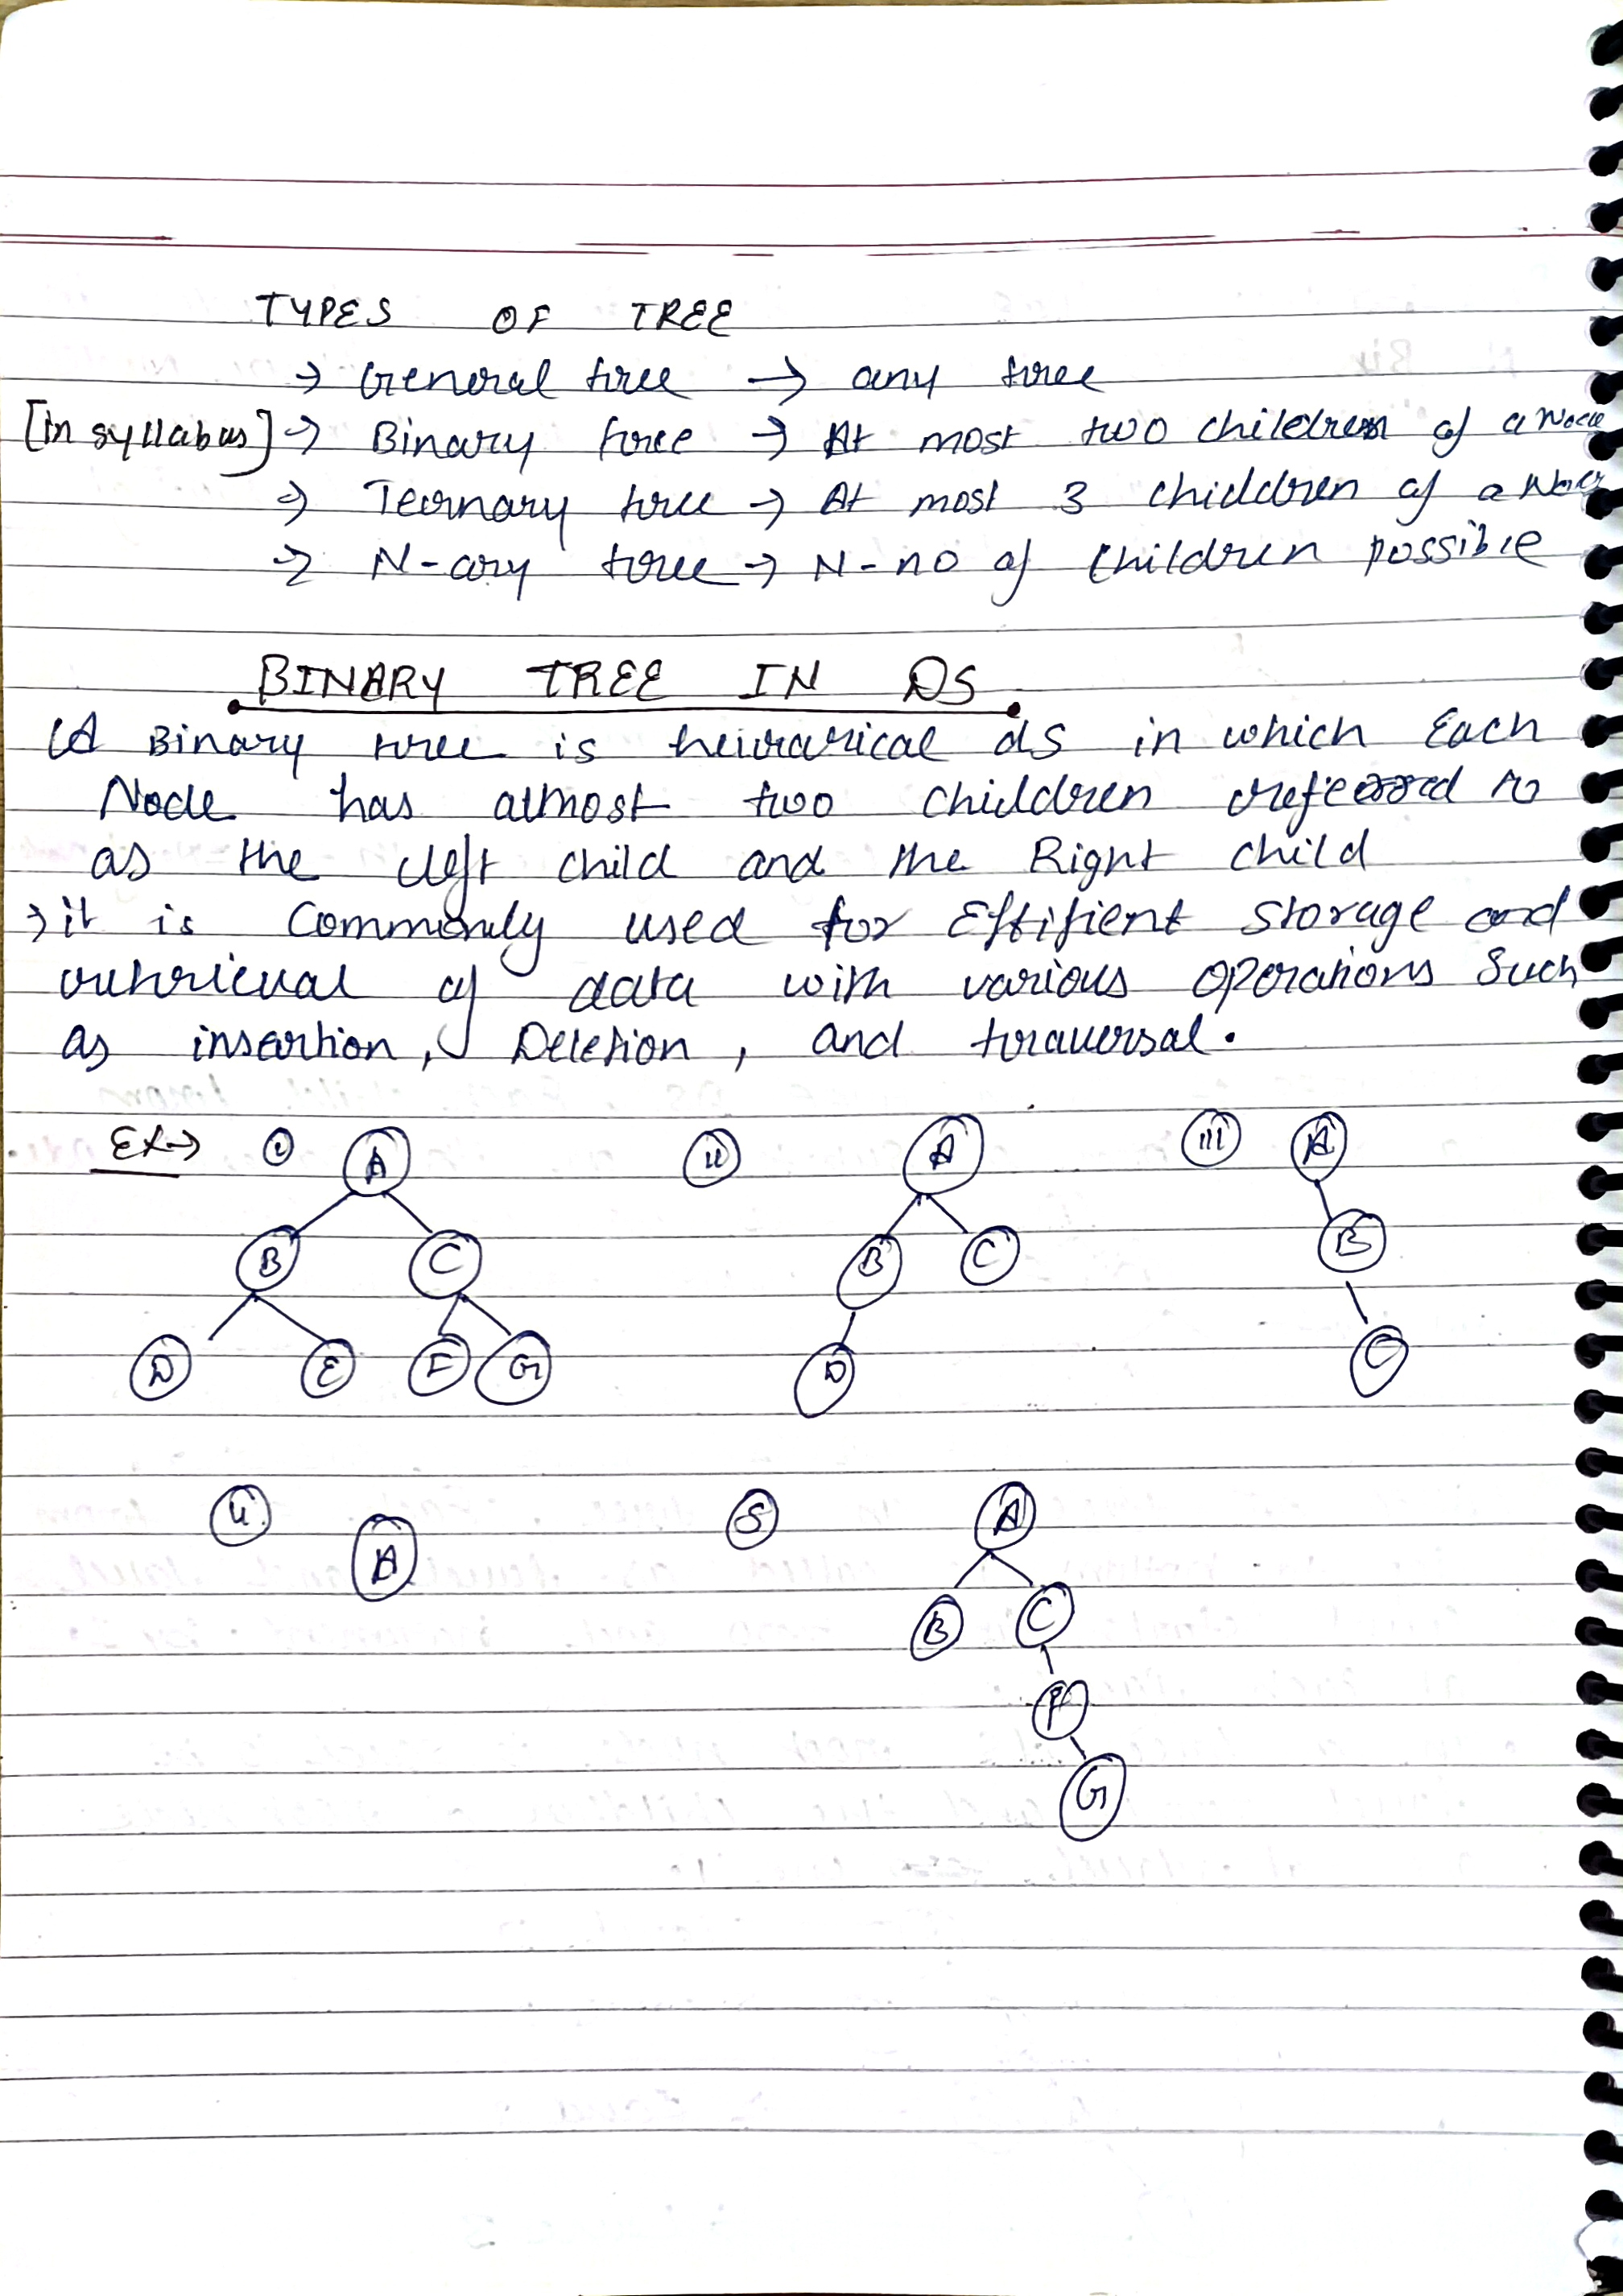 TYPES OF TREE
→ General tree → any tree
[In syllabus] → Binary tree → At most two children of a Node
→ Ternary tree → At most 3 children of a Node
→ N-ary tree → N-no of children possible
BINARY TREE IN DS
A Binary tree is heirarical ds in which Each
Node has atmost two children referred to
as the left child and the Right child
→ it is Commonly used for Effifient Storage and
retrieval of data with various operations Such
as insertion, Deletion, and traversal.
Ex→ i A ii A iii A
B C B C B
D E F G D C
4 A 5 A
B C
F
G